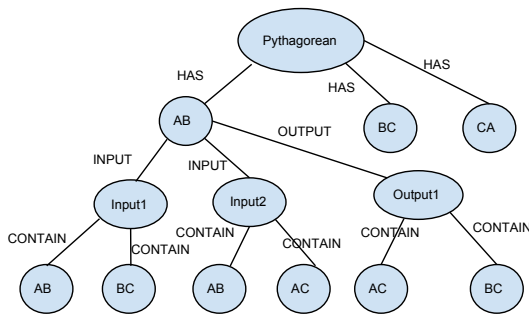 Pythagorean
HAS
HAS
HAS
AB
BC
CA
OUTPUT
INPUT
INPUT
Input1
Input2
Output1
CONTAIN
CONTAIN
CONTAIN
CONTAIN
CONTAIN
CONTAIN
AB
BC
AB
AC
AC
BC